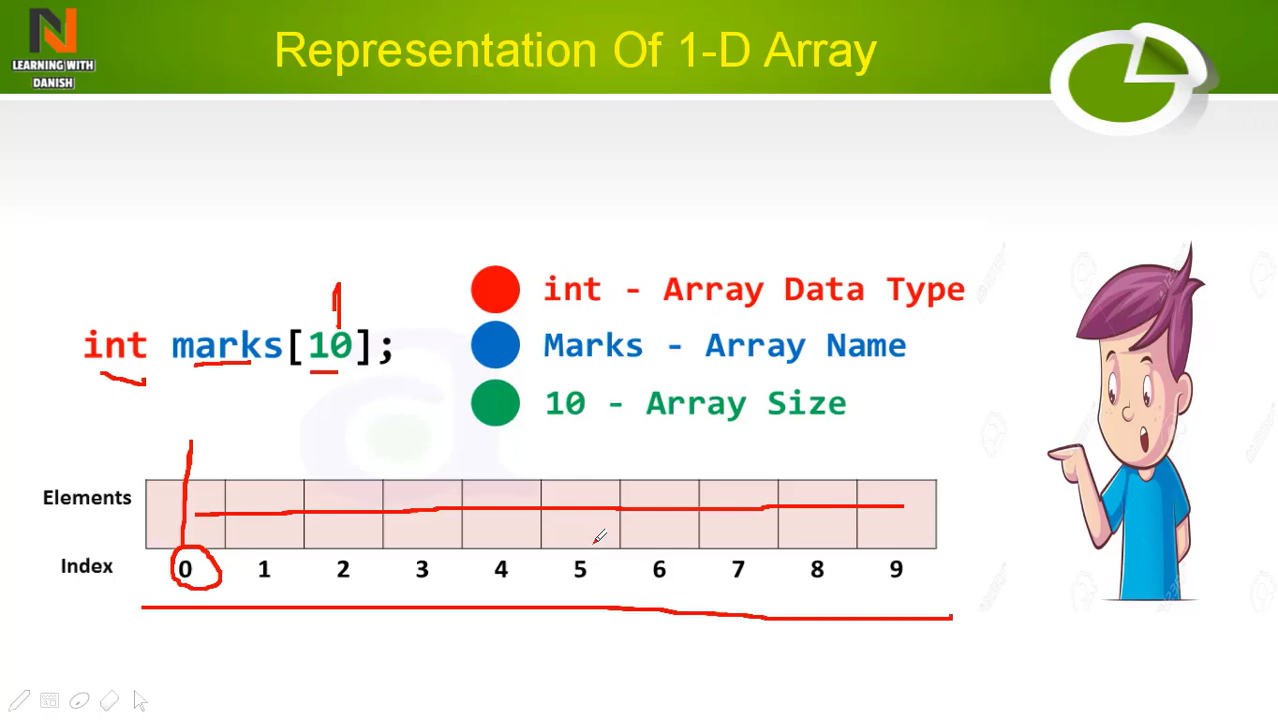 LEARNING WITH
DANISH
Representation Of 1-D Array
int marks[10];
int - Array Data Type
Marks - Array Name
10 - Array Size
Elements
Index 0 1 2 3 4 5 6 7 8 9